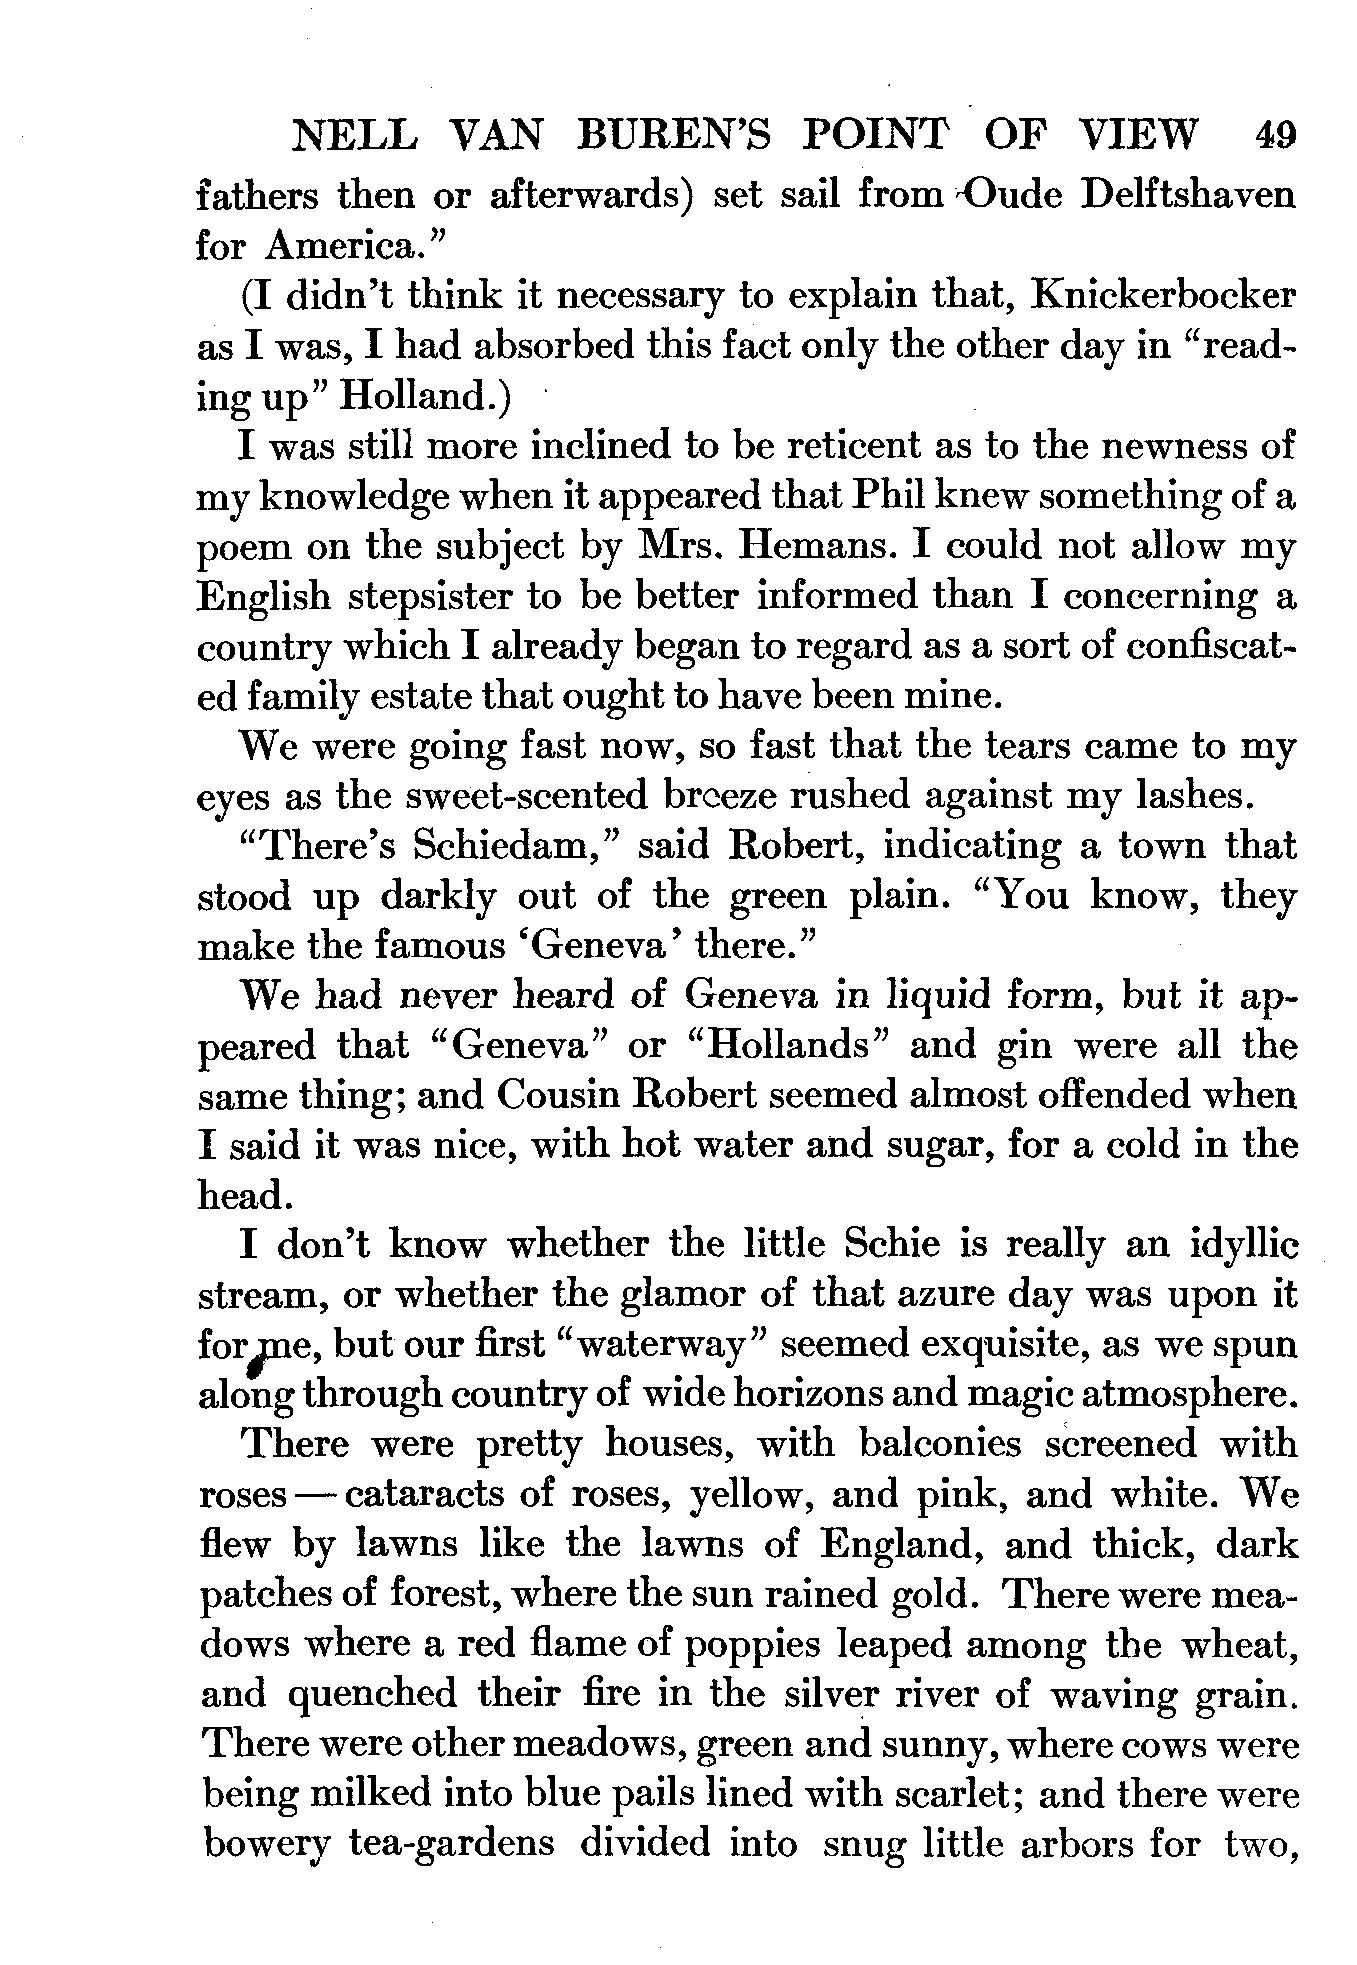 NELL VAN BUREN'S POINT OF VIEW 49
fathers then or afterwards) set sail from Oude Delftshaven
for America."
(I didn't think it necessary to explain that, Knickerbocker
as I was, I had absorbed this fact only the other day in "read-
ing up" Holland.)
I was still more inclined to be reticent as to the newness of
my knowledge when it appeared that Phil knew something of a
poem on the subject by Mrs. Hemans. I could not allow my
English stepsister to be better informed than I concerning a
country which I already began to regard as a sort of confiscat-
ed family estate that ought to have been mine.
We were going fast now, so fast that the tears came to my
eyes as the sweet-scented breeze rushed against my lashes.
"There's Schiedam," said Robert, indicating a town that
stood up darkly out of the green plain. "You know, they
make the famous 'Geneva' there."
We had never heard of Geneva in liquid form, but it ap-
peared that "Geneva" or "Hollands" and gin were all the
same thing; and Cousin Robert seemed almost offended when
I said it was nice, with hot water and sugar, for a cold in the
head.
I don't know whether the little Schie is really an idyllic
stream, or whether the glamor of that azure day was upon it
for me, but our first "waterway" seemed exquisite, as we spun
along through country of wide horizons and magic atmosphere.
There were pretty houses, with balconies screened with
roses — cataracts of roses, yellow, and pink, and white. We
flew by lawns like the lawns of England, and thick, dark
patches of forest, where the sun rained gold. There were mea-
dows where a red flame of poppies leaped among the wheat,
and quenched their fire in the silver river of waving grain.
There were other meadows, green and sunny, where cows were
being milked into blue pails lined with scarlet; and there were
bowery tea-gardens divided into snug little arbors for two,